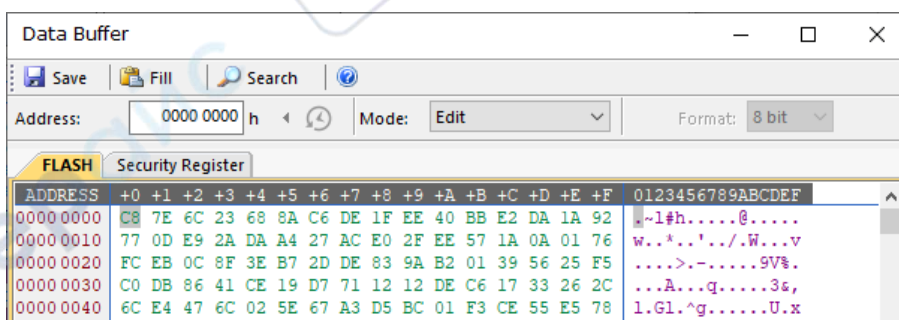 Data Buffer
Save Fill Search
Address: 0000 0000 h Mode: Edit Format: 8 bit
FLASH Security Register
ADDRESS +0 +1 +2 +3 +4 +5 +6 +7 +8 +9 +A +B +C +D +E +F 0123456789ABCDEF
0000 0000 C8 7E 6C 23 68 8A C6 DE 1F EE 40 BB E2 DA 1A 92 .~l#h.....@.....
0000 0010 77 0D E9 2A DA A4 27 AC E0 2F EE 57 1A 0A 01 76 w..*..'../.W...v
0000 0020 FC EB 0C 8F 3E B7 2D DE 83 9A B2 01 39 56 25 F5 ....>.-.....9V%.
0000 0030 C0 DB 86 41 CE 19 D7 71 12 12 DE C6 17 33 26 2C ...A...q.....3&,
0000 0040 6C E4 47 6C 02 5E 67 A3 D5 BC 01 F3 CE 55 E5 78 l.Gl.^g......U.x